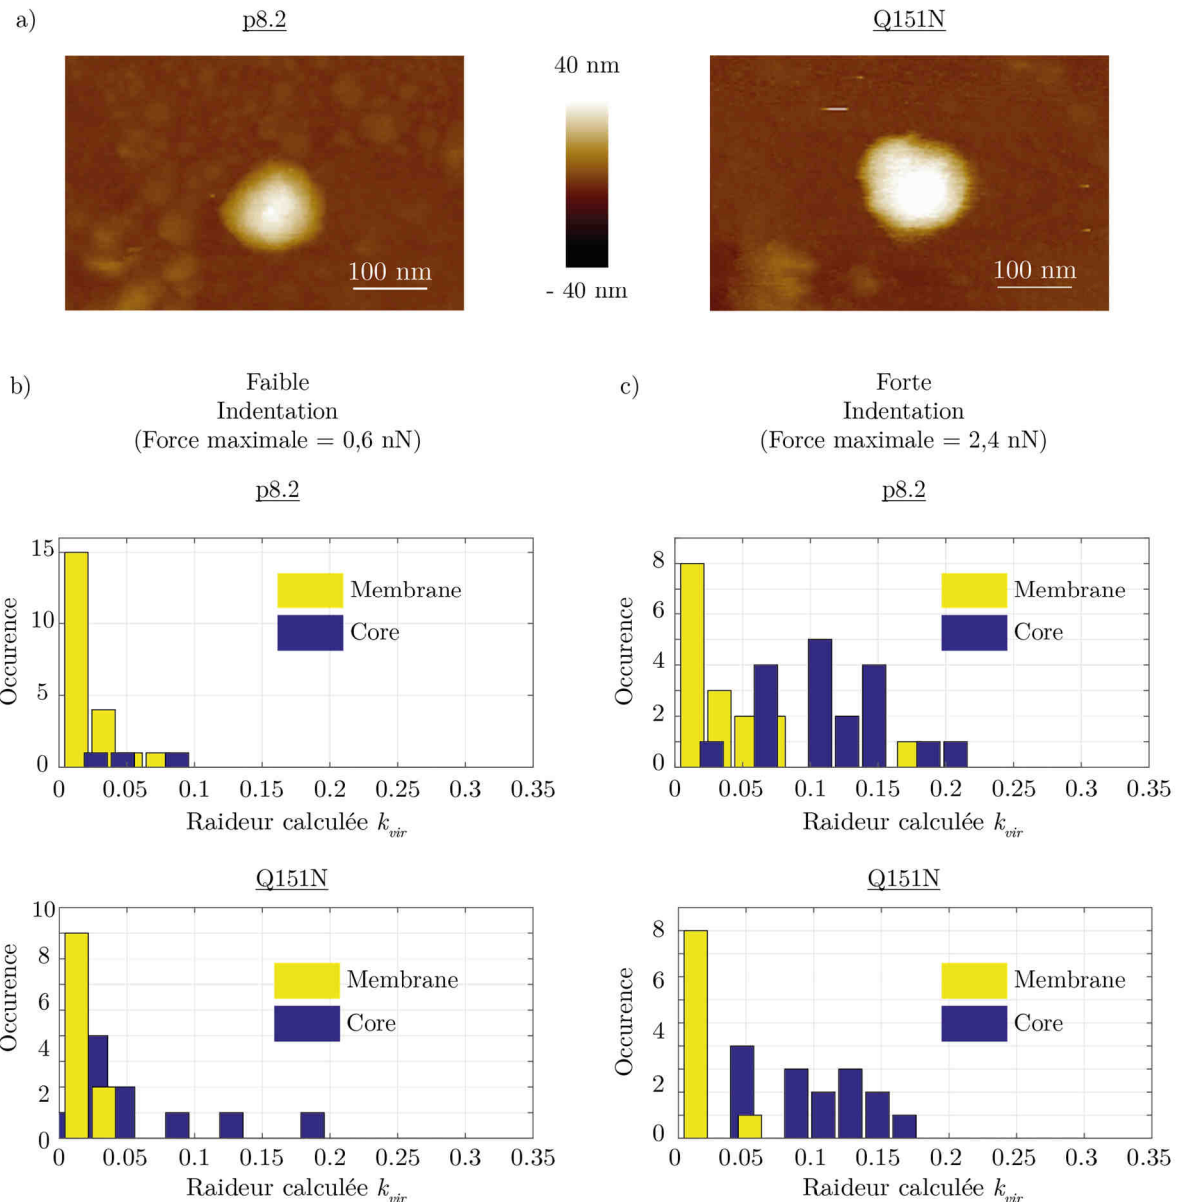 a)
p8.2
Q151N
40 nm
- 40 nm
100 nm
100 nm
b)
Faible
Indentation
(Force maximale = 0,6 nN)
c)
Forte
Indentation
(Force maximale = 2,4 nN)
p8.2
15
10
5
0
Occurence
Membrane
Core
0 0.05 0.1 0.15 0.2 0.25 0.3 0.35
Raideur calculée k_vir
p8.2
8
6
4
2
0
Occurence
Membrane
Core
0 0.05 0.1 0.15 0.2 0.25 0.3 0.35
Raideur calculée k_vir
Q151N
10
8
6
4
2
0
Occurence
Membrane
Core
0 0.05 0.1 0.15 0.2 0.25 0.3 0.35
Raideur calculée k_vir
Q151N
8
6
4
2
0
Occurence
Membrane
Core
0 0.05 0.1 0.15 0.2 0.25 0.3 0.35
Raideur calculée k_vir